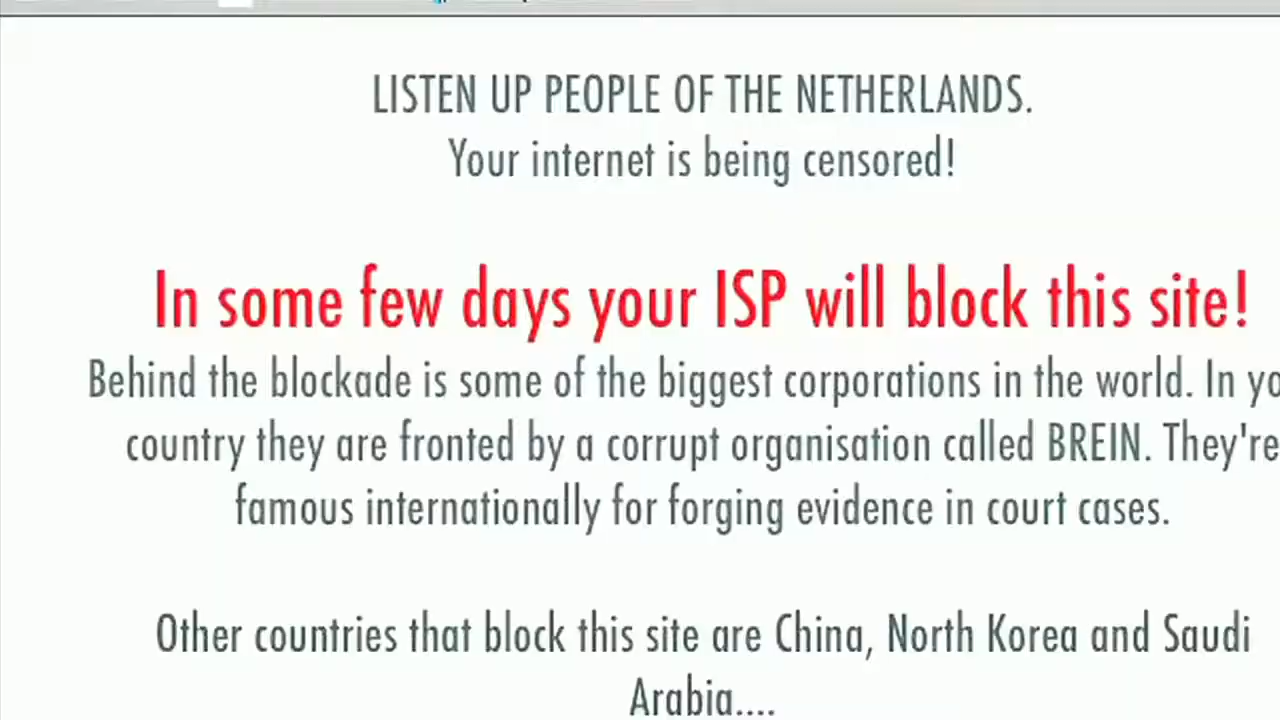 LISTEN UP PEOPLE OF THE NETHERLANDS.
Your internet is being censored!
In some few days your ISP will block this site!
Behind the blockade is some of the biggest corporations in the world. In yo
country they are fronted by a corrupt organisation called BREIN. They're
famous internationally for forging evidence in court cases.
Other countries that block this site are China, North Korea and Saudi
Arabia....